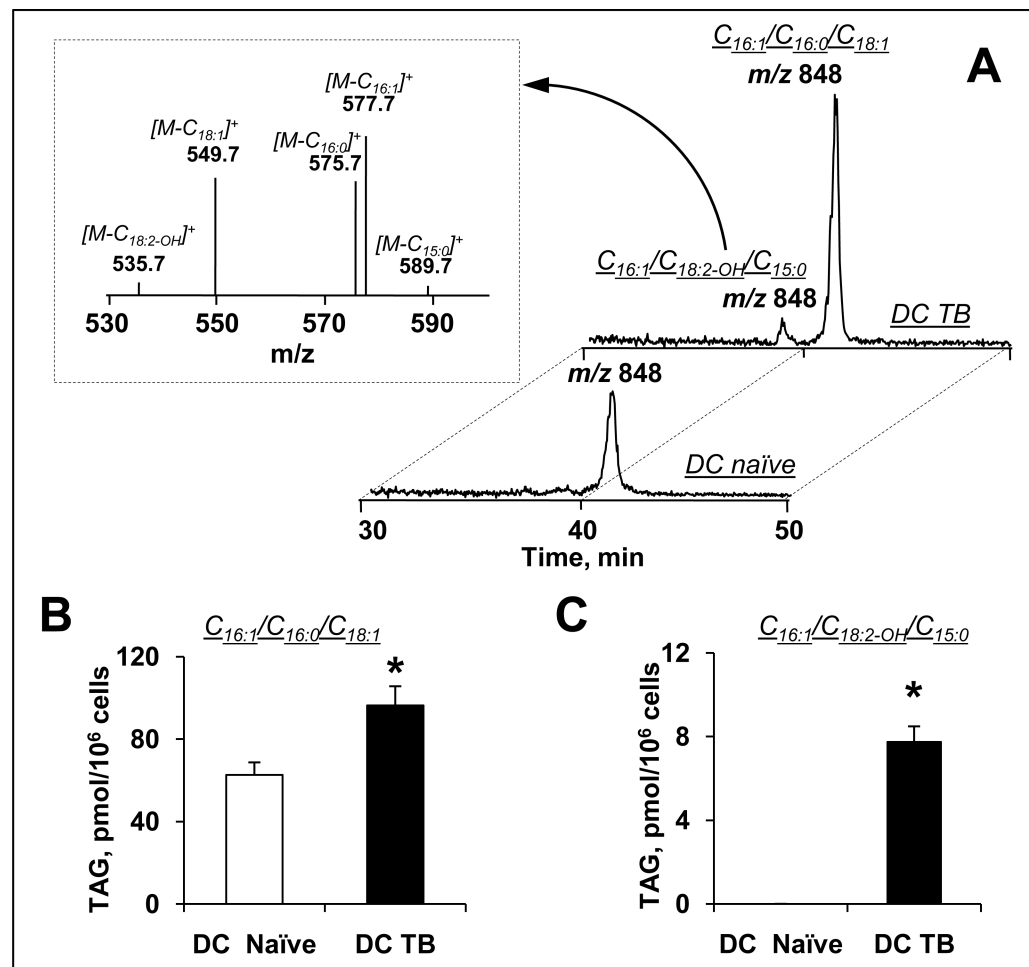 A
C16:1/C16:0/C18:1
m/z 848
[M-C16:1]+
577.7
[M-C18:1]+
549.7
[M-C16:0]+
575.7
[M-C18:2-OH]+
535.7
[M-C15:0]+
589.7
530 550 570 590
m/z
C16:1/C18:2-OH/C15:0
m/z 848
DC TB
m/z 848
DC naïve
30 40 50
Time, min
B
C16:1/C16:0/C18:1
TAG, pmol/10⁶ cells
120
80
40
0
*
DC Naïve DC TB
C
C16:1/C18:2-OH/C15:0
TAG, pmol/10⁶ cells
12
8
4
0
*
DC Naïve DC TB